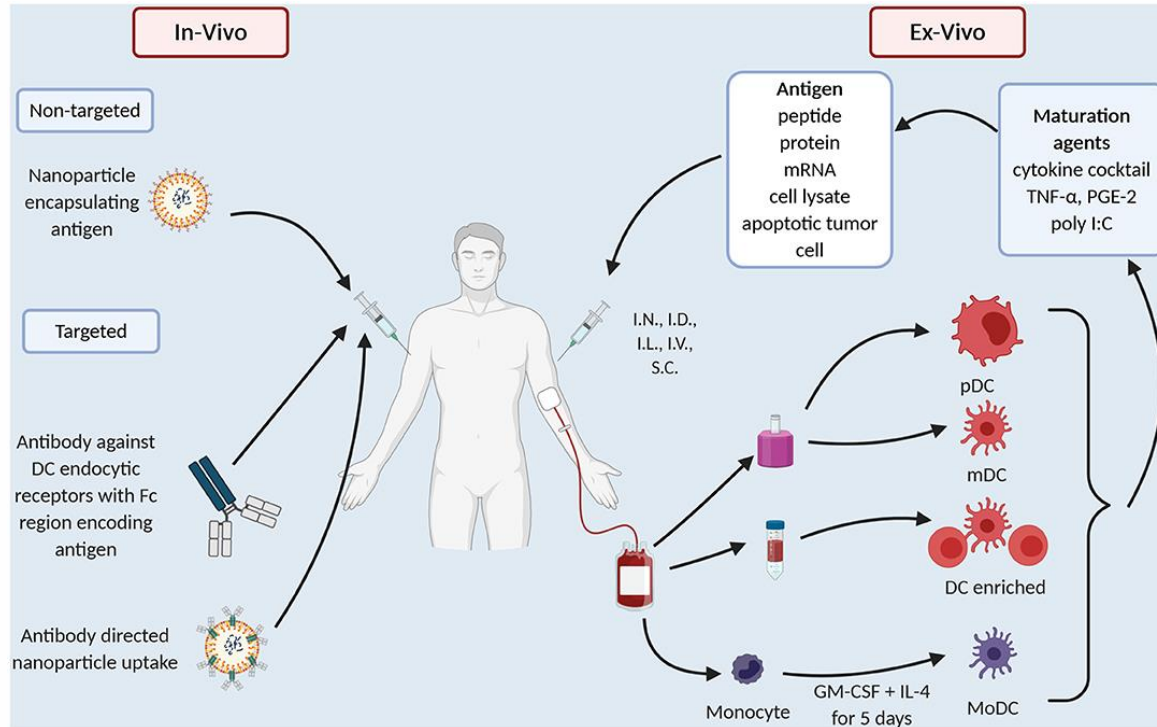 In-Vivo
Non-targeted
Nanoparticle
encapsulating
antigen
Targeted
Antibody against
DC endocytic
receptors with Fc
region encoding
antigen
Antibody directed
nanoparticle uptake
Ex-Vivo
Antigen
peptide
protein
mRNA
cell lysate
apoptotic tumor
cell
Maturation
agents
cytokine cocktail
TNF-α, PGE-2
poly I:C
I.N., I.D.,
I.L., I.V.,
S.C.
pDC
mDC
DC enriched
Monocyte
GM-CSF + IL-4
for 5 days
MoDC